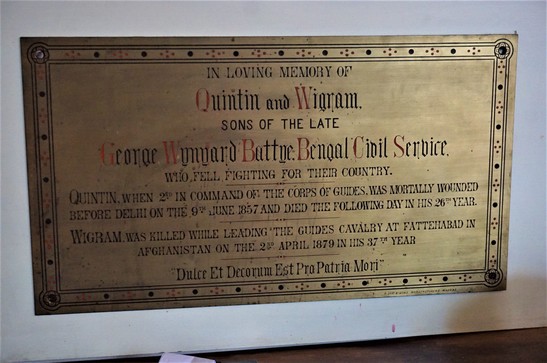 IN LOVING MEMORY OF
Quintin and Wigram,
SONS OF THE LATE
George Wynyard Battye, Bengal Civil Service,
WHO, FELL, FIGHTING FOR THEIR COUNTRY.
QUINTIN, WHEN 2ND IN COMMAND OF THE CORPS OF GUIDES, WAS MORTALLY WOUNDED
BEFORE DELHI ON THE 9TH JUNE 1857 AND DIED THE FOLLOWING DAY IN HIS 26TH YEAR.
WIGRAM, WAS KILLED WHILE LEADING THE GUIDES CAVALRY AT FATTEHABAD IN
AFGHANISTAN ON THE 2ND APRIL 1879 IN HIS 37TH YEAR
"Dulce Et Decorum Est Pro Patria Mori"